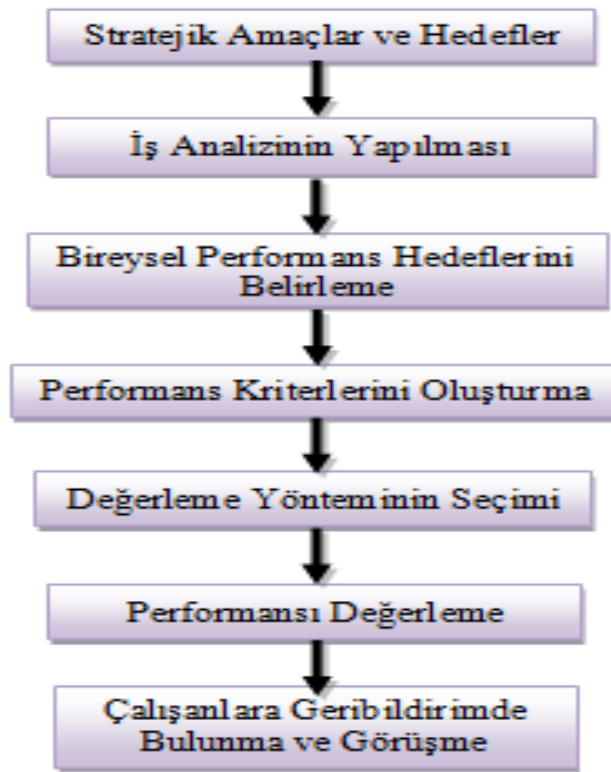 Stratejik Amaçlar ve Hedefler
İş Analizinin Yapılması
Bireysel Performans Hedeflerini
Belirleme
Performans Kriterlerini Oluşturma
Değerleme Yönteminin Seçimi
Performansı Değerleme
Çalışanlara Geribildirimde
Bulunma ve Görüşme